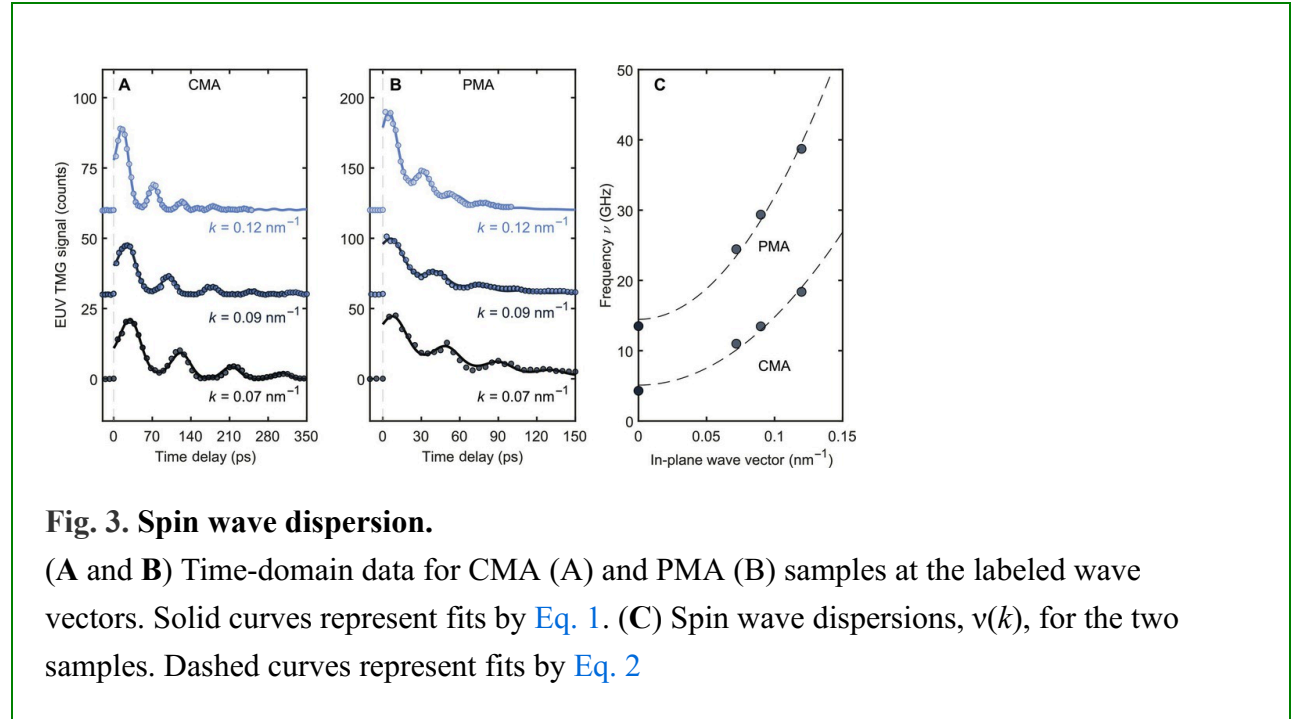 A
CMA
100
75
50
25
0
EUV TMG signal (counts)
k = 0.12 nm⁻¹
k = 0.09 nm⁻¹
k = 0.07 nm⁻¹
0 70 140 210 280 350
Time delay (ps)
B
PMA
200
150
100
50
0
k = 0.12 nm⁻¹
k = 0.09 nm⁻¹
k = 0.07 nm⁻¹
0 30 60 90 120 150
Time delay (ps)
C
50
40
30
20
10
0
Frequency ν (GHz)
PMA
CMA
0 0.05 0.1 0.15
In-plane wave vector (nm⁻¹)
Fig. 3. Spin wave dispersion.
(A and B) Time-domain data for CMA (A) and PMA (B) samples at the labeled wave
vectors. Solid curves represent fits by Eq. 1. (C) Spin wave dispersions, ν(k), for the two
samples. Dashed curves represent fits by Eq. 2